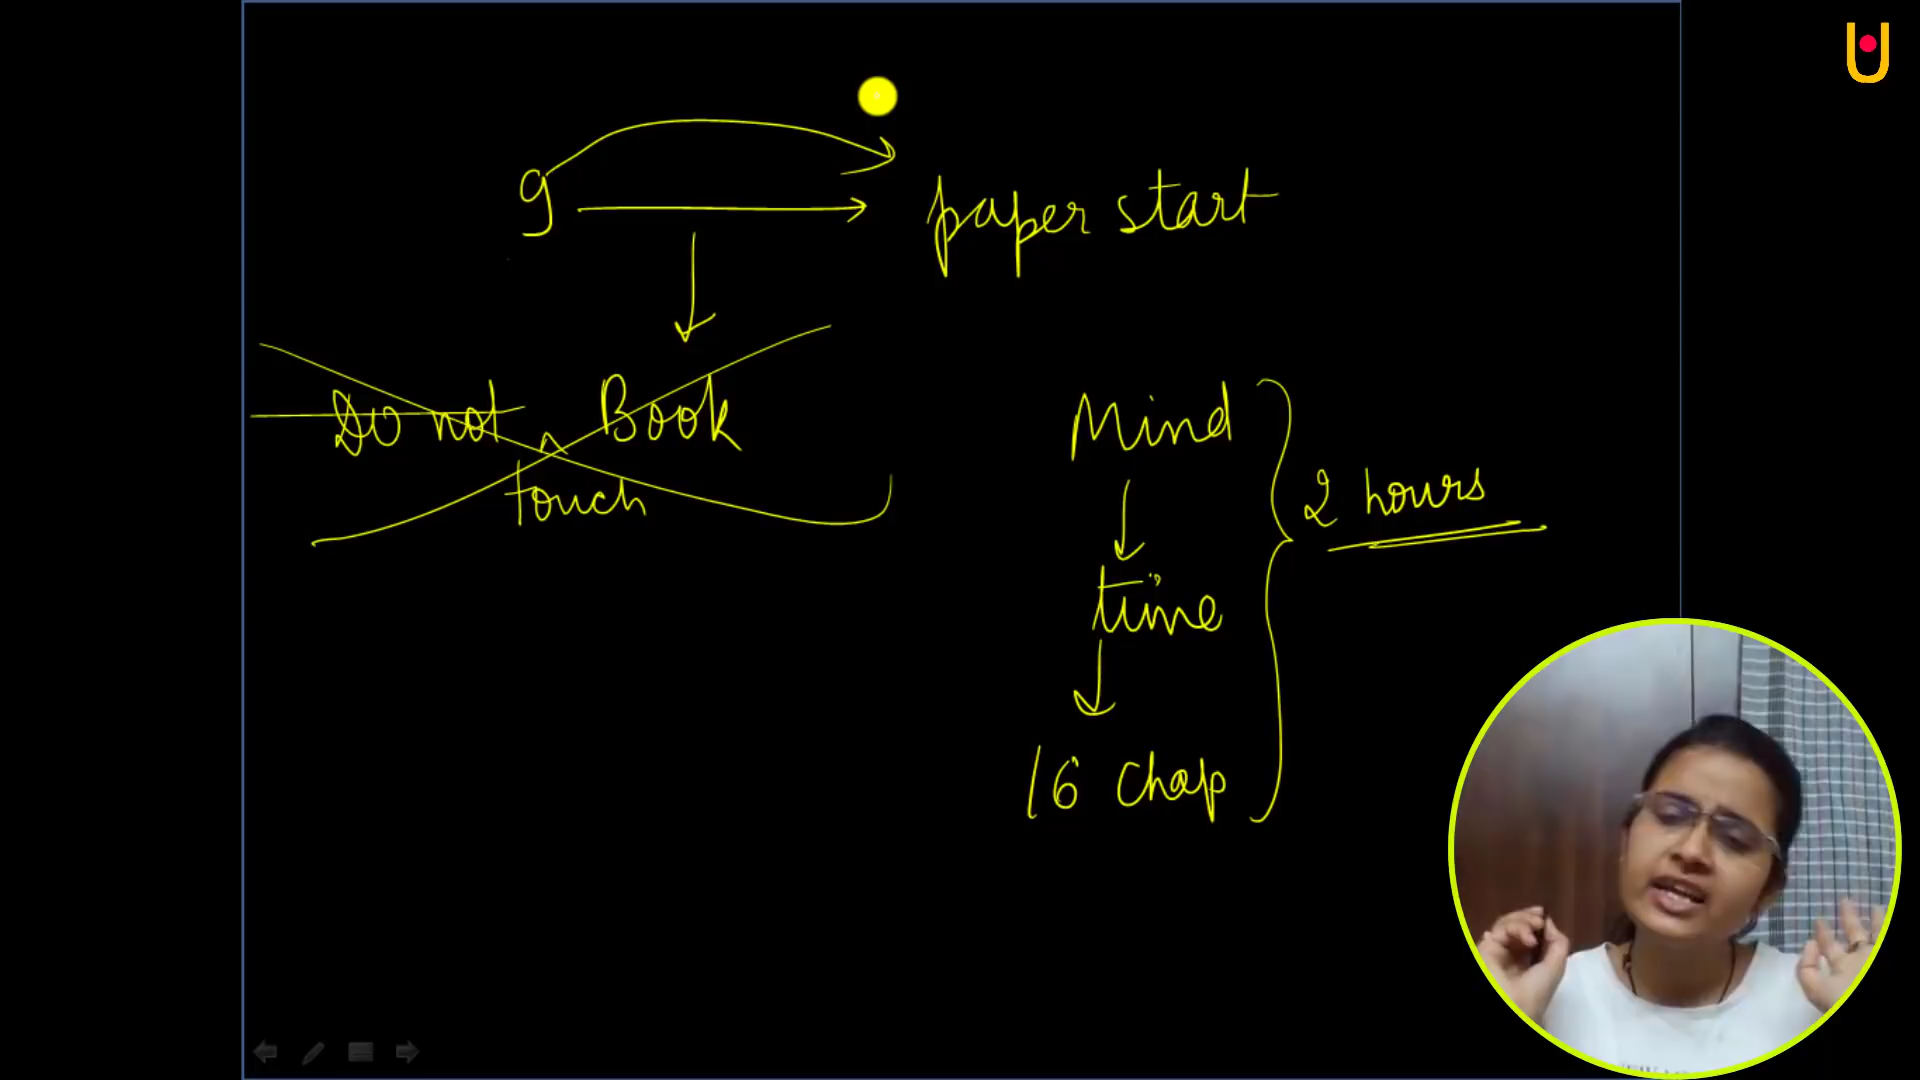 9 paper start
Do not Book
touch
Mind
time
16 Chap
2 hours